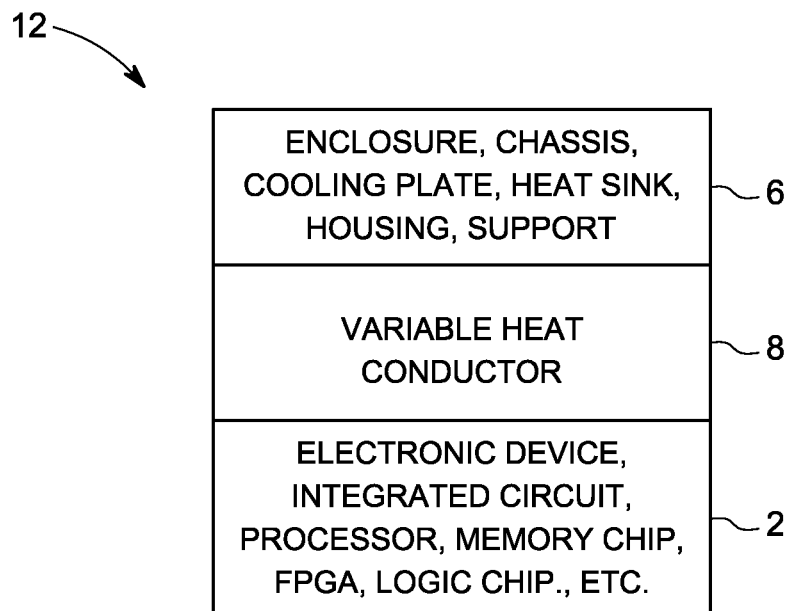 12
ENCLOSURE, CHASSIS,
COOLING PLATE, HEAT SINK,
HOUSING, SUPPORT
6
VARIABLE HEAT
CONDUCTOR
8
ELECTRONIC DEVICE,
INTEGRATED CIRCUIT,
PROCESSOR, MEMORY CHIP,
FPGA, LOGIC CHIP., ETC.
2